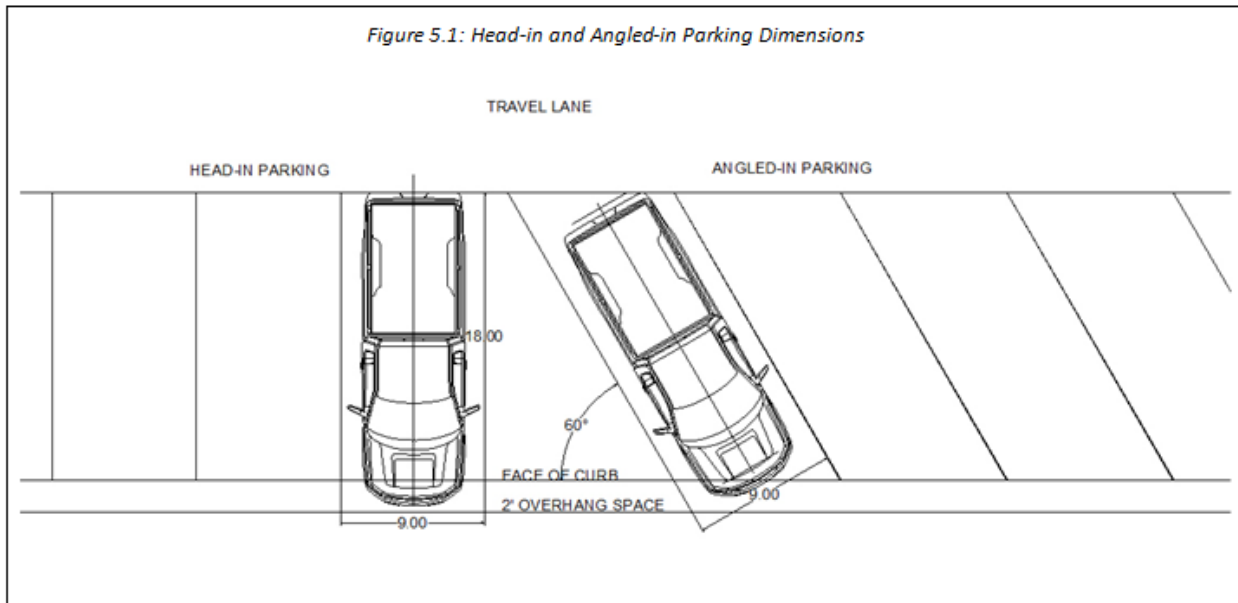 Figure 5.1: Head-in and Angled-in Parking Dimensions
TRAVEL LANE
HEAD-IN PARKING
ANGLED-IN PARKING
18.00
60°
FACE OF CURB
9.00
2' OVERHANG SPACE
9.00